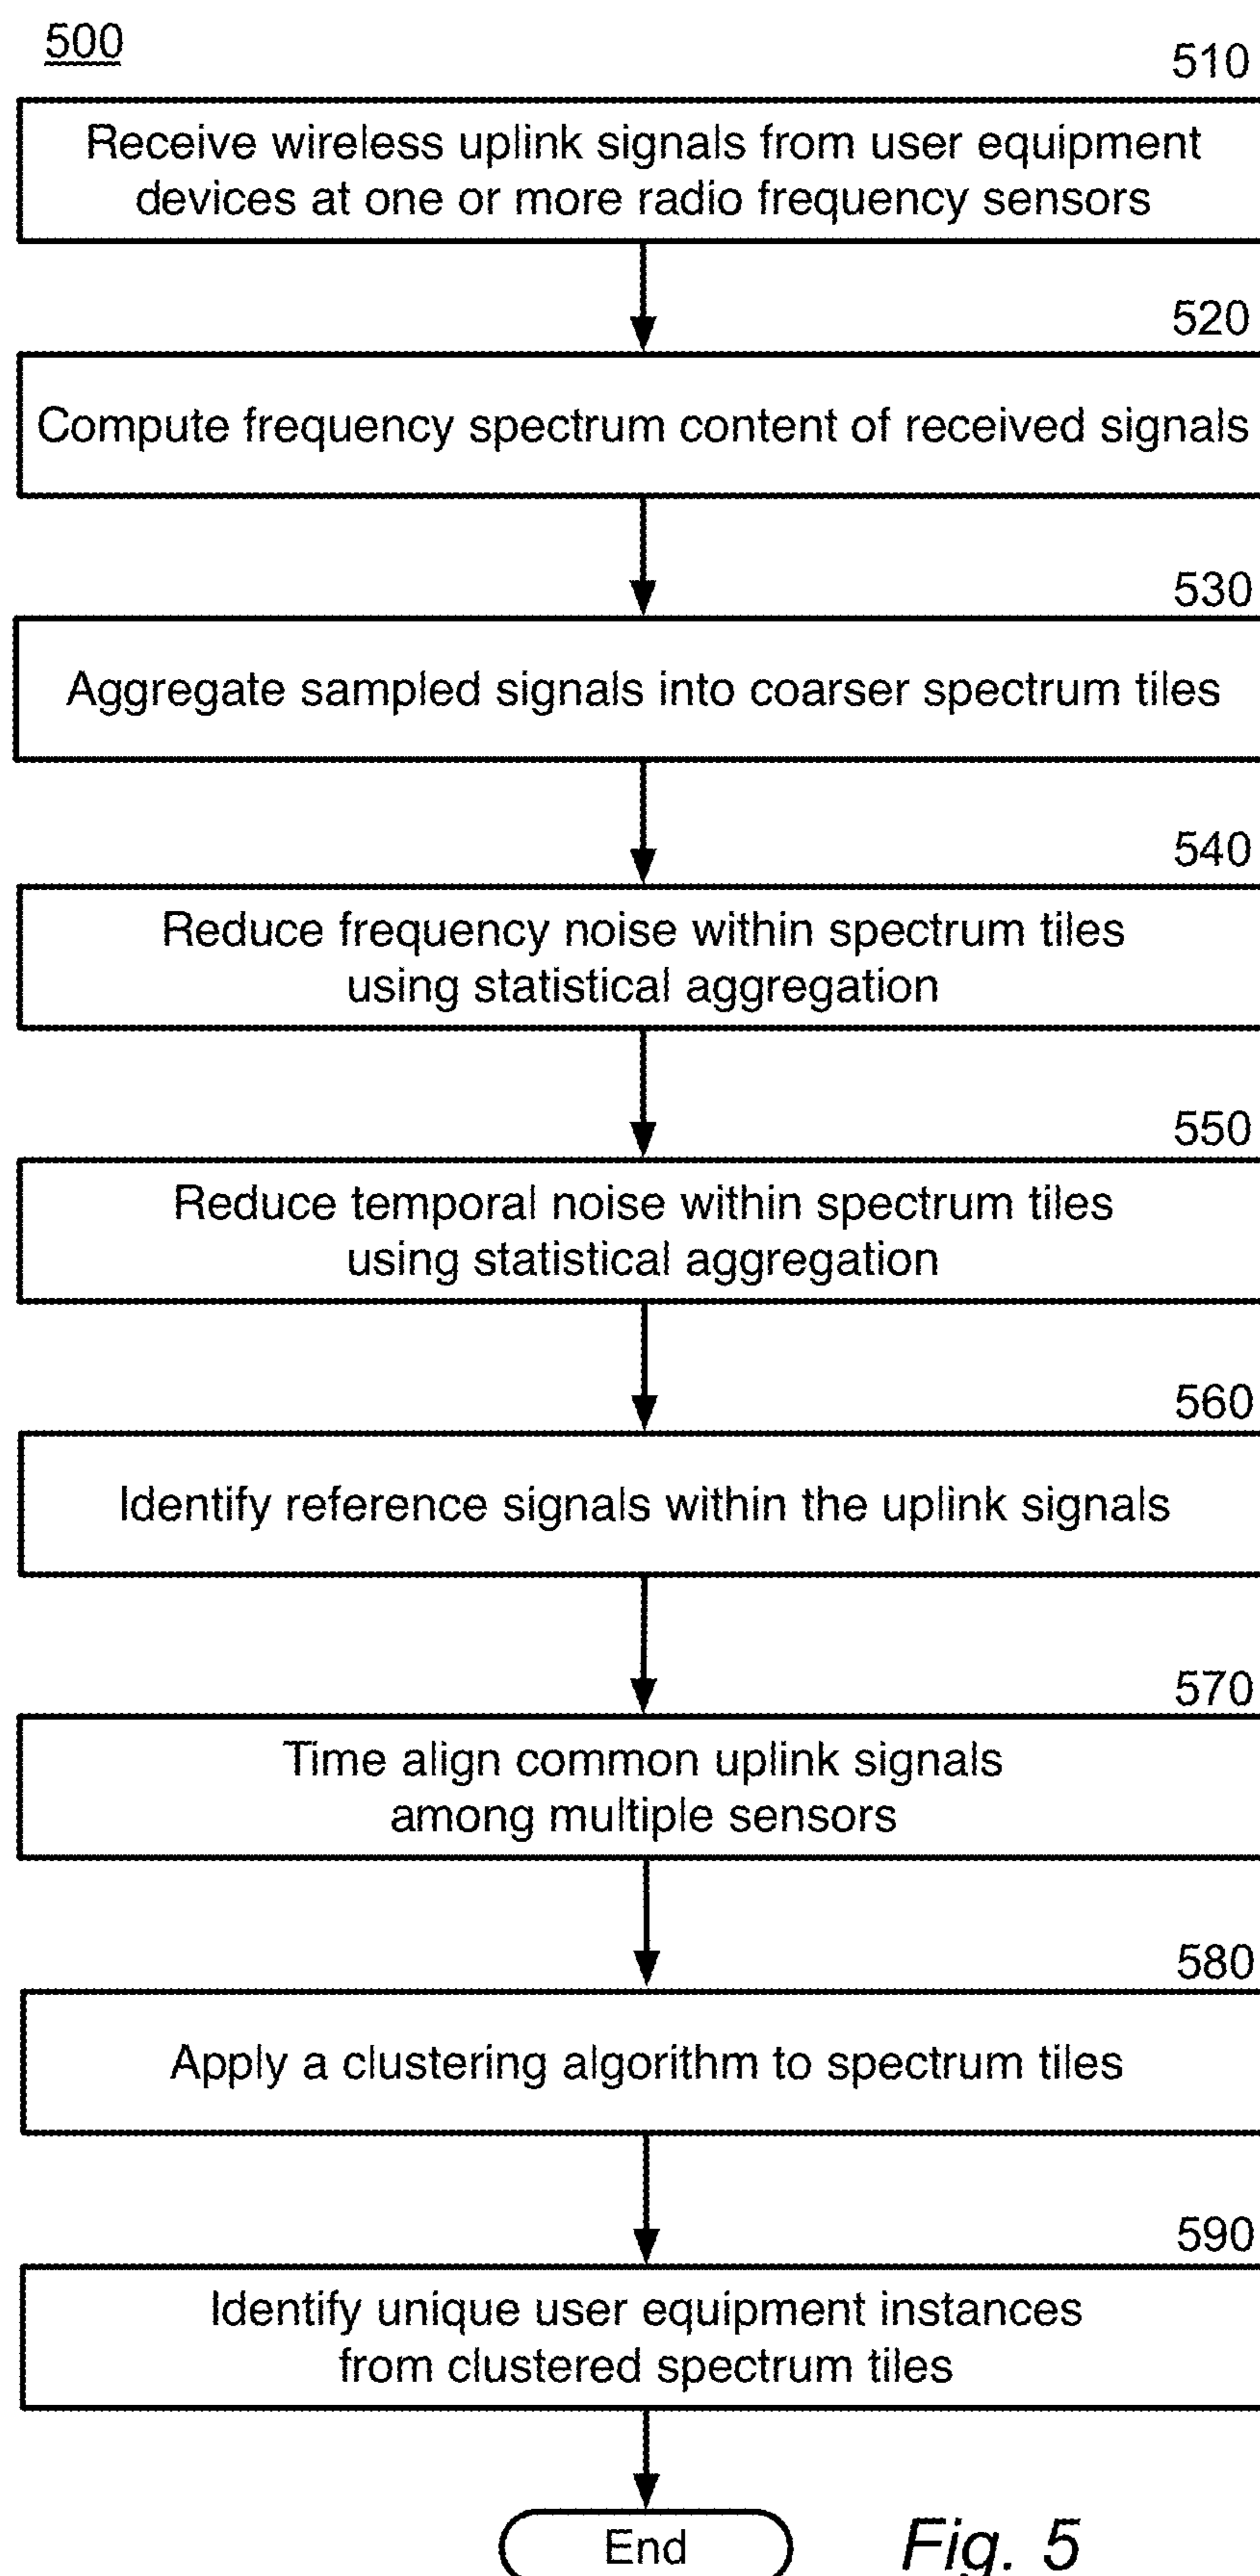 500
510
Receive wireless uplink signals from user equipment
devices at one or more radio frequency sensors
520
Compute frequency spectrum content of received signals
530
Aggregate sampled signals into coarser spectrum tiles
540
Reduce frequency noise within spectrum tiles
using statistical aggregation
550
Reduce temporal noise within spectrum tiles
using statistical aggregation
560
Identify reference signals within the uplink signals
570
Time align common uplink signals
among multiple sensors
580
Apply a clustering algorithm to spectrum tiles
590
Identify unique user equipment instances
from clustered spectrum tiles
End
Fig. 5